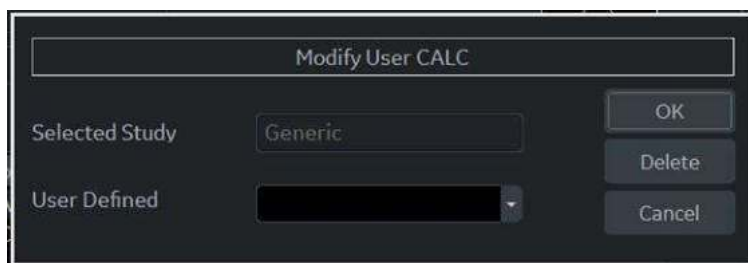 Modify User CALC
Selected Study Generic OK
Delete
User Defined Cancel